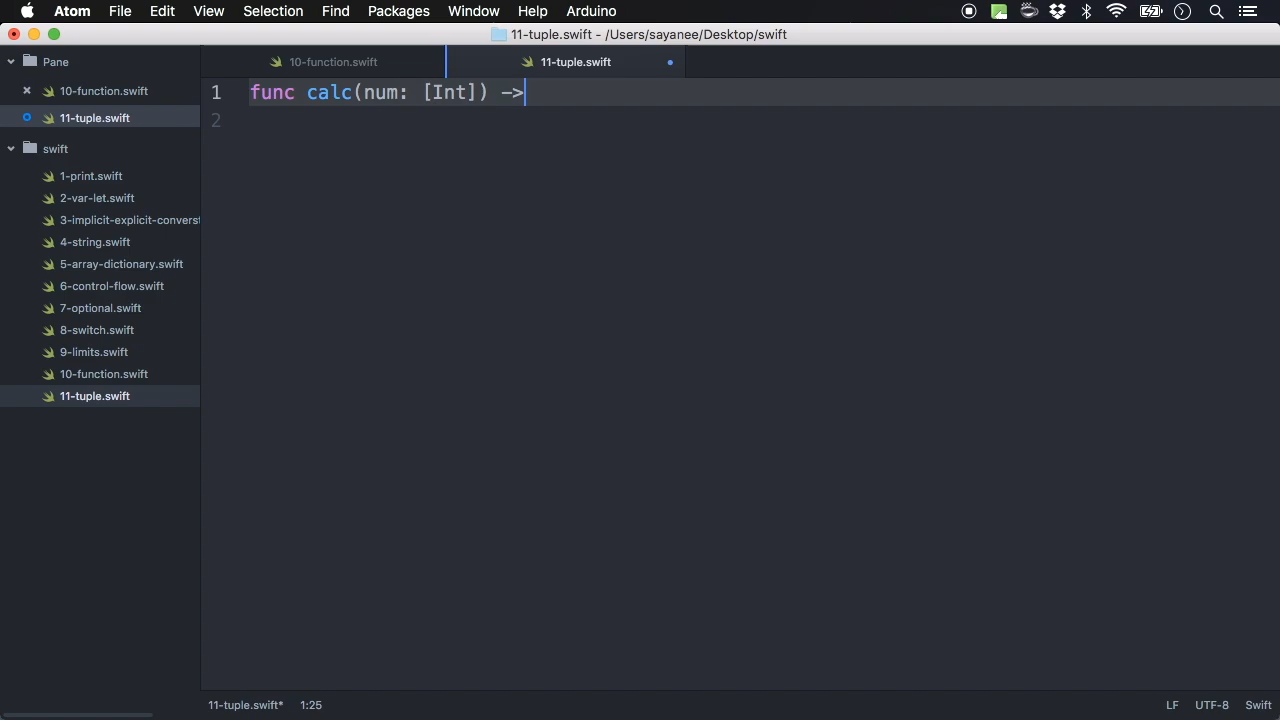 Atom File Edit View Selection Find Packages Window Help Arduino
11-tuple.swift - /Users/sayanee/Desktop/swift
Pane
10-function.swift
11-tuple.swift
swift
1-print.swift
2-var-let.swift
3-implicit-explicit-converst
4-string.swift
5-array-dictionary.swift
6-control-flow.swift
7-optional.swift
8-switch.swift
9-limits.swift
10-function.swift
11-tuple.swift
10-function.swift 11-tuple.swift
1 func calc(num: [Int]) ->
2
11-tuple.swift* 1:25 LF UTF-8 Swift